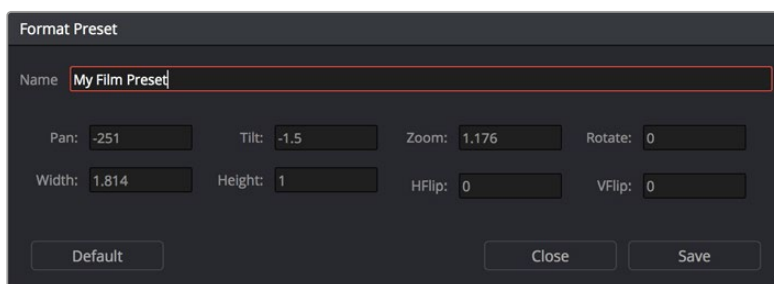 Format Preset
Name My Film Preset
Pan: -251 Tilt: -1.5 Zoom: 1.176 Rotate: 0
Width: 1.814 Height: 1 HFlip: 0 VFlip: 0
Default Close Save